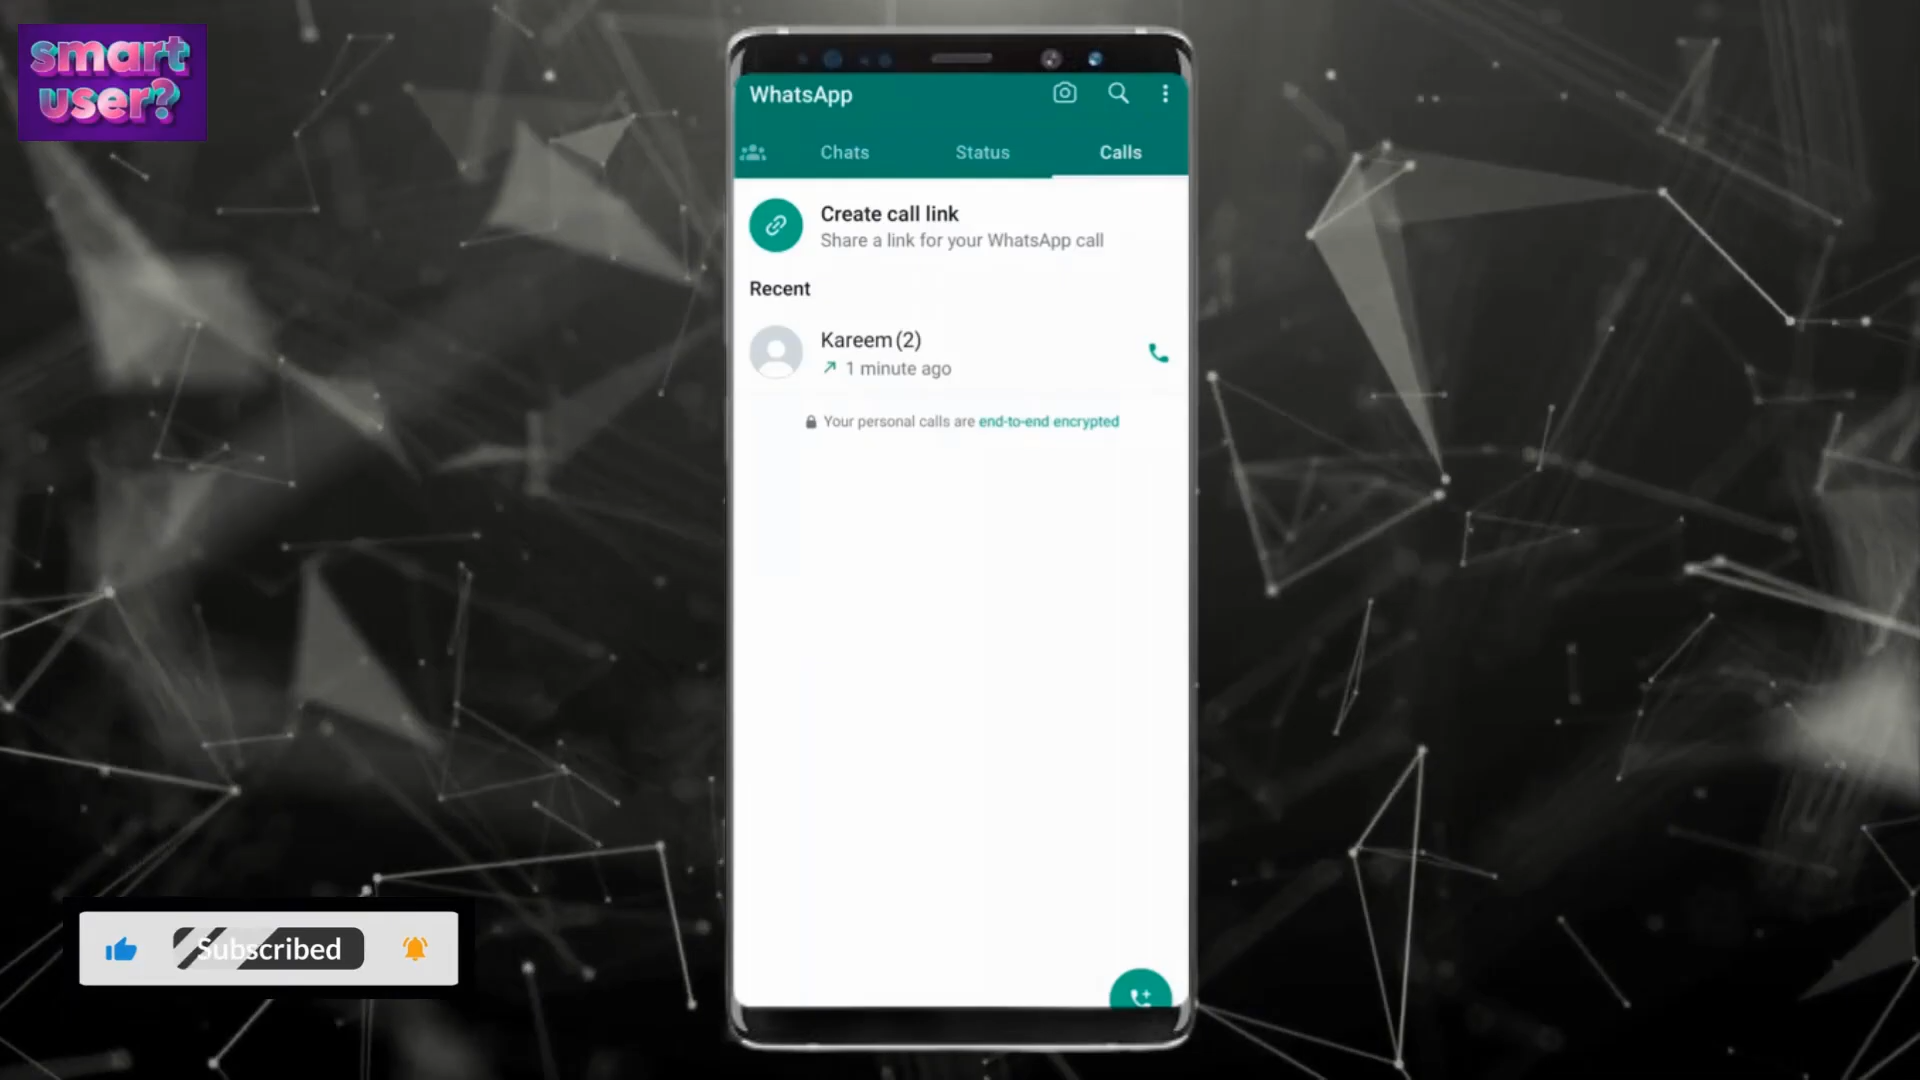 smart
user?
WhatsApp
Chats
Status
Calls
Create call link
Share a link for your WhatsApp call
Recent
Kareem (2)
1 minute ago
Your personal calls are end-to-end encrypted
Subscribed